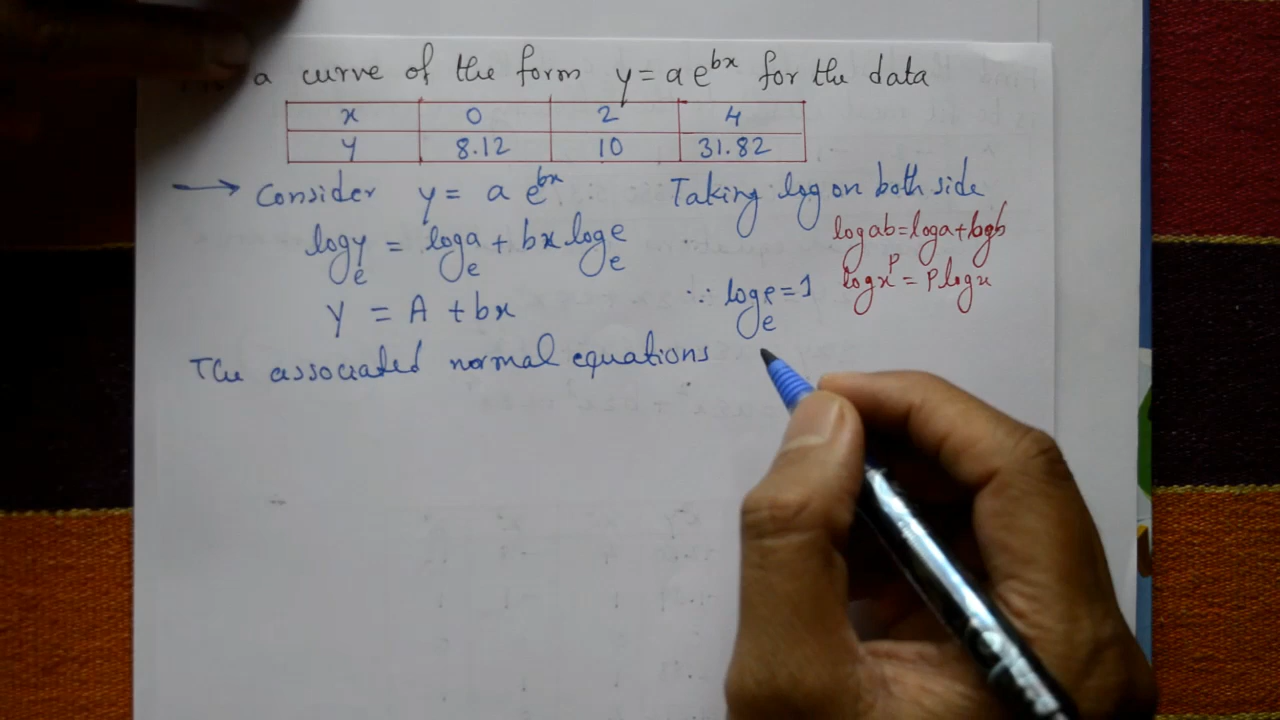 a curve of the form y = a e^bx for the data
x 0 2 4
y 8.12 10 31.82
→ Consider y = a e^bx Taking log on both side
log_e y = log_e a + bx log_e e log ab = log a + log b
Y = A + bx ∵ log_e e = 1 log x^P = P log x
The associated normal equations